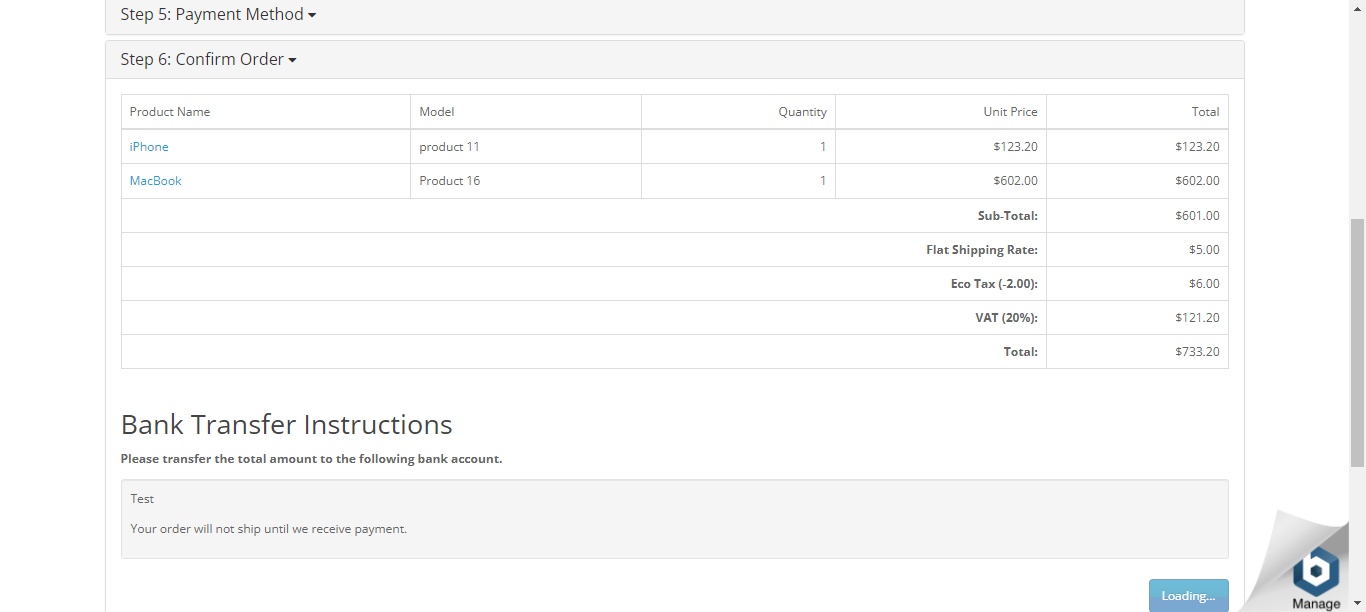 Step 5: Payment Method
Step 6: Confirm Order
Product Name Model Quantity Unit Price Total
iPhone product 11 1 $123.20 $123.20
MacBook Product 16 1 $602.00 $602.00
Sub-Total: $601.00
Flat Shipping Rate: $5.00
Eco Tax (-2.00): $6.00
VAT (20%): $121.20
Total: $733.20
Bank Transfer Instructions
Please transfer the total amount to the following bank account.
Test
Your order will not ship until we receive payment.
Loading...
b
Manage